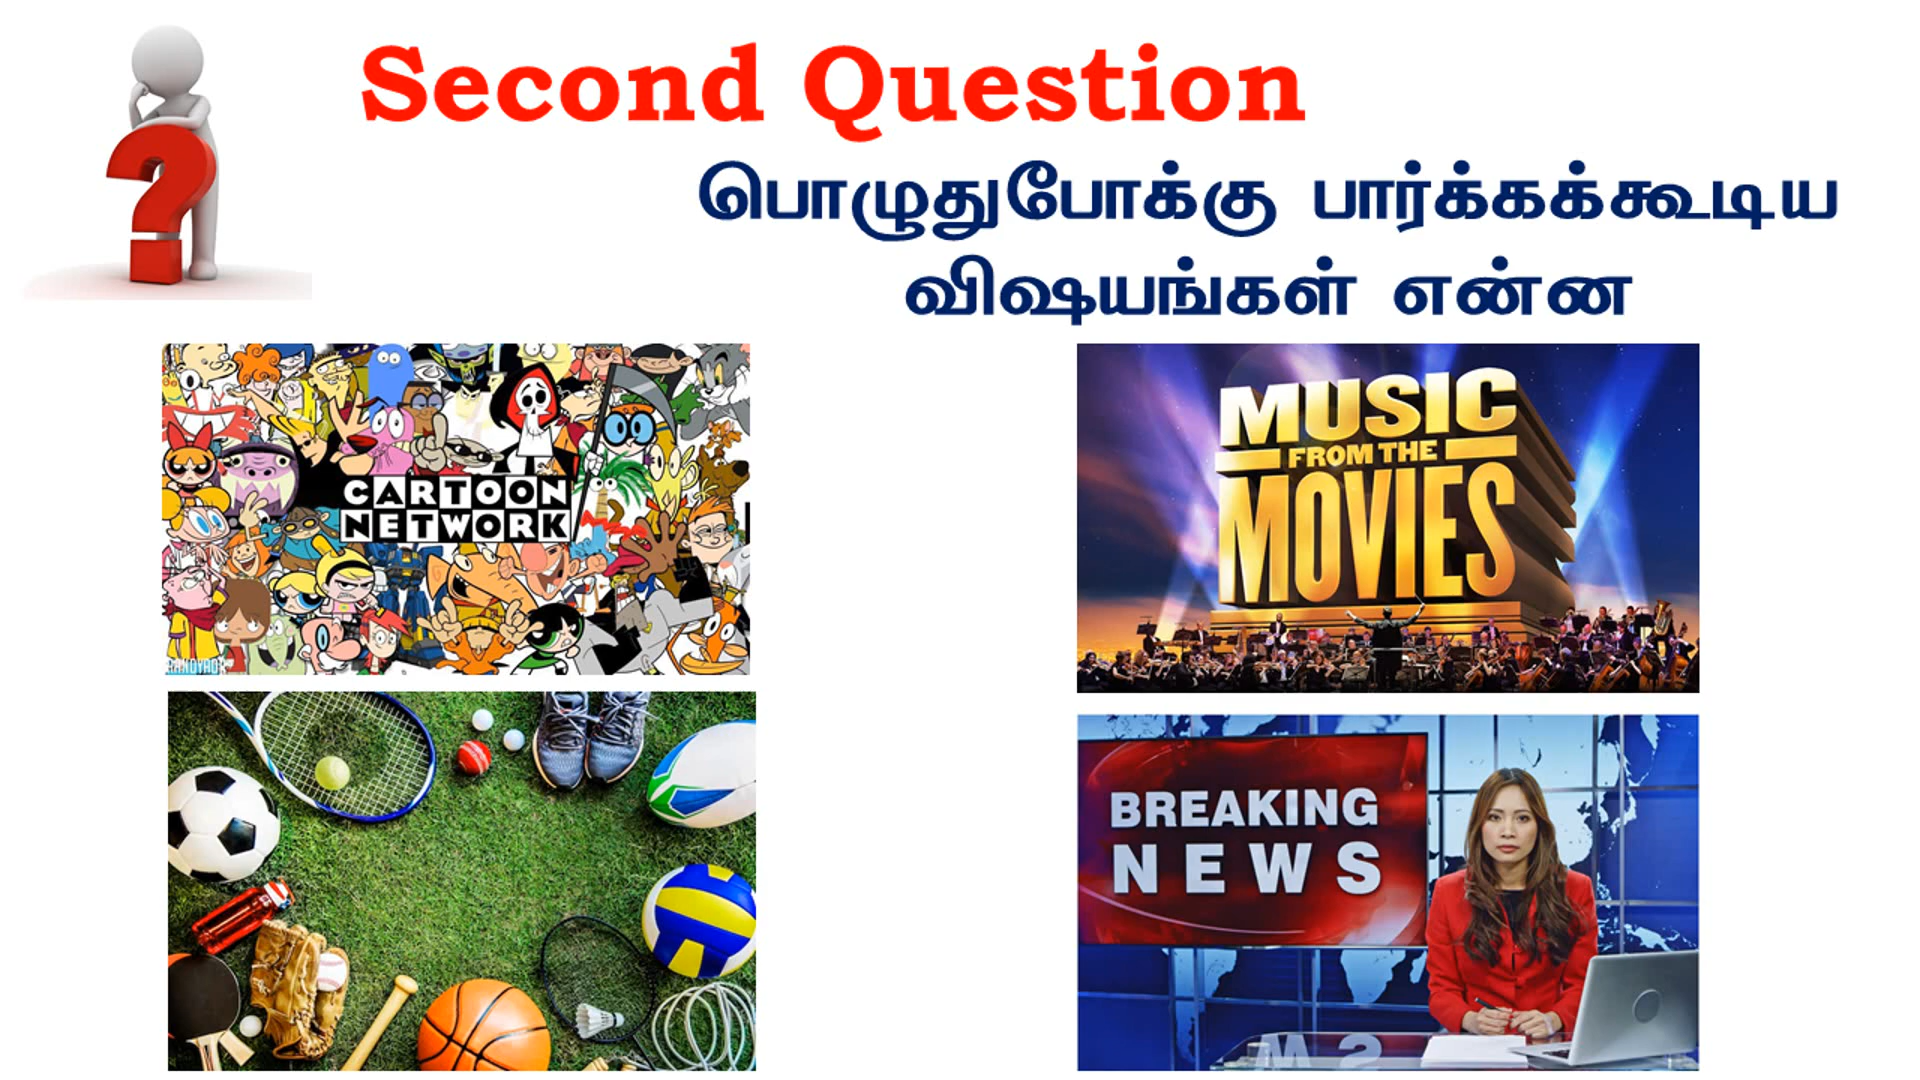 Second Question
பொழுதுபோக்கு பார்க்கக்கூடிய
விஷயங்கள் என்ன
CARTOON
NETWORK
MUSIC
FROM THE
MOVIES
BREAKING
NEWS